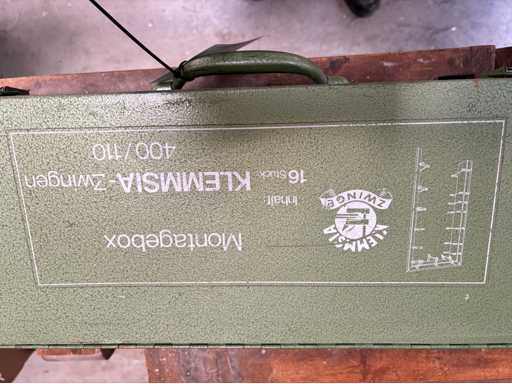 Montagebox
Inhalt:
16 Stück KLEMMSIA-Zwingen
400/110
KLEMMSIA
ZWINGE